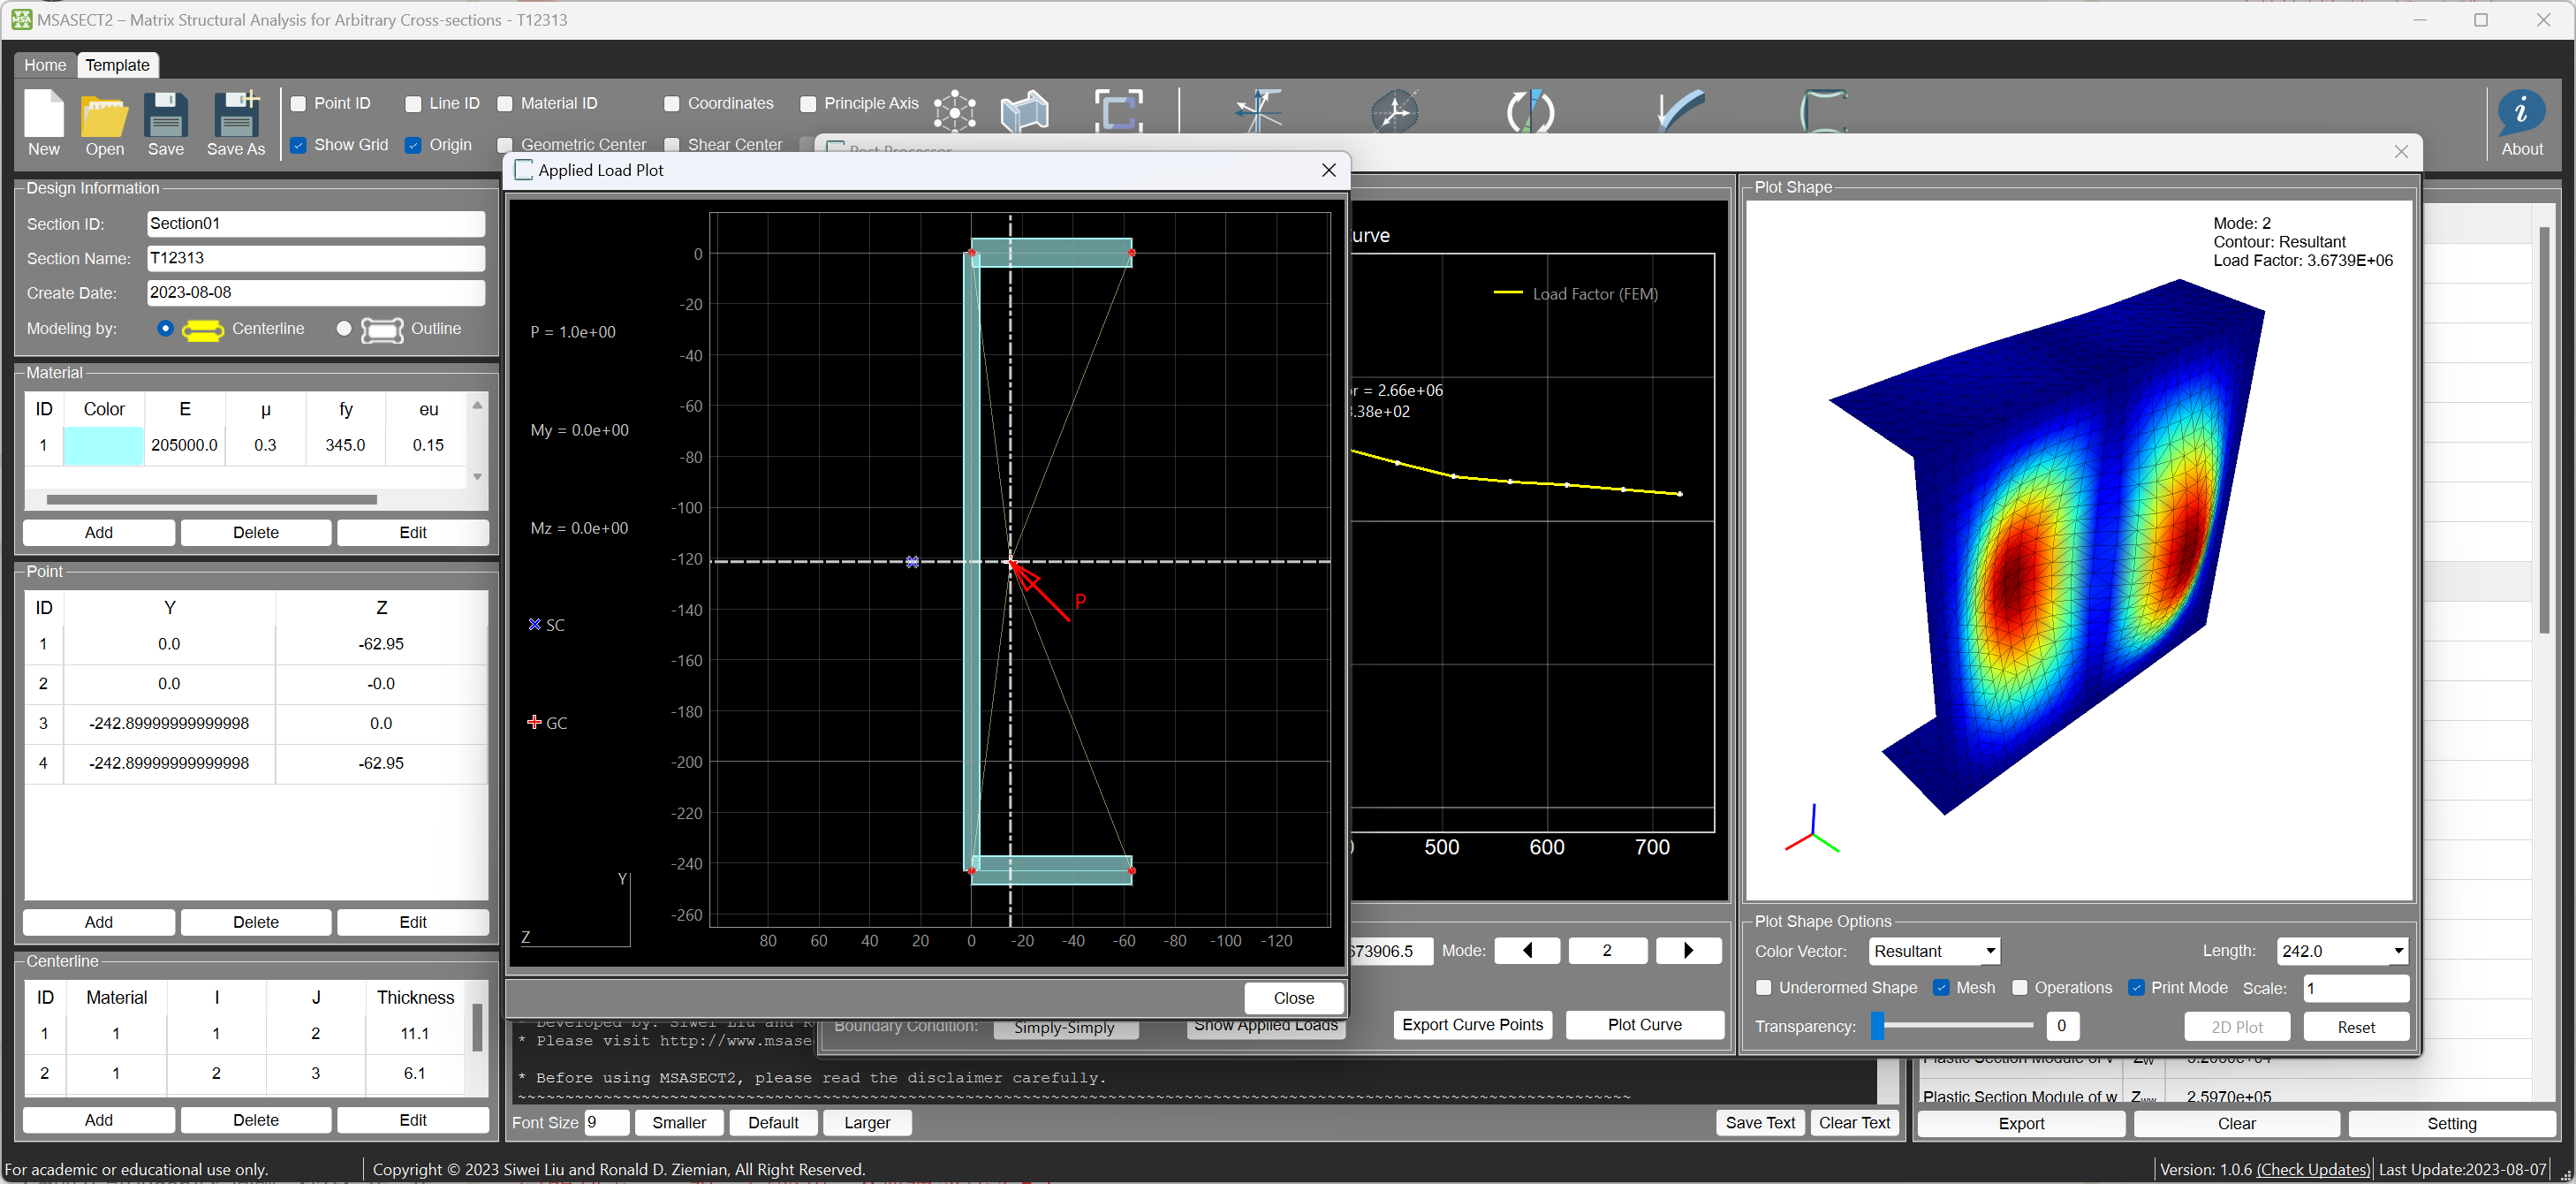 MSASECT2 – Matrix Structural Analysis for Arbitrary Cross-sections - T12313
Home Template
New Open Save Save As
Point ID Line ID Material ID Coordinates Principle Axis
Show Grid Origin Geometric Center Shear Center
About
Post Processor
Design Information
Section ID: Section01
Section Name: T12313
Create Date: 2023-08-08
Modeling by: Centerline Outline
Material
ID Color E μ fy eu
1 205000.0 0.3 345.0 0.15
Add Delete Edit
Point
ID Y Z
1 0.0 -62.95
2 0.0 -0.0
3 -242.89999999999998 0.0
4 -242.89999999999998 -62.95
Add Delete Edit
Centerline
ID Material I J Thickness
1 1 1 2 11.1
2 1 2 3 6.1
Add Delete Edit
Applied Load Plot
P = 1.0e+00
My = 0.0e+00
Mz = 0.0e+00
SC
GC
Y
Z
0
-20
-40
-60
-80
-100
-120
-140
-160
-180
-200
-220
-240
-260
80 60 40 20 0 -20 -40 -60 -80 -100 -120
P
Close
urve
Load Factor (FEM)
r = 2.66e+06
.38e+02
500 600 700
673906.5 Mode: 2
Boundary Condition: Simply-Simply Show Applied Loads Export Curve Points Plot Curve
Plot Shape
Mode: 2
Contour: Resultant
Load Factor: 3.6739E+06
Plot Shape Options
Color Vector: Resultant Length: 242.0
Underormed Shape Mesh Operations Print Mode Scale: 1
Transparency: 0 2D Plot Reset
* Developed by: Siwei Liu and R
* Please visit http://www.msase
* Before using MSASECT2, please read the disclaimer carefully.
~~~~~~~~~~~~~~~~~~~~~~~~~~~~~~~~~~~~~~~~
Font Size 9 Smaller Default Larger Save Text Clear Text
Plastic Section Module of w Zww 2.5970e+05
Export Clear Setting
For academic or educational use only.
Copyright © 2023 Siwei Liu and Ronald D. Ziemian, All Right Reserved.
Version: 1.0.6 (Check Updates) Last Update:2023-08-07